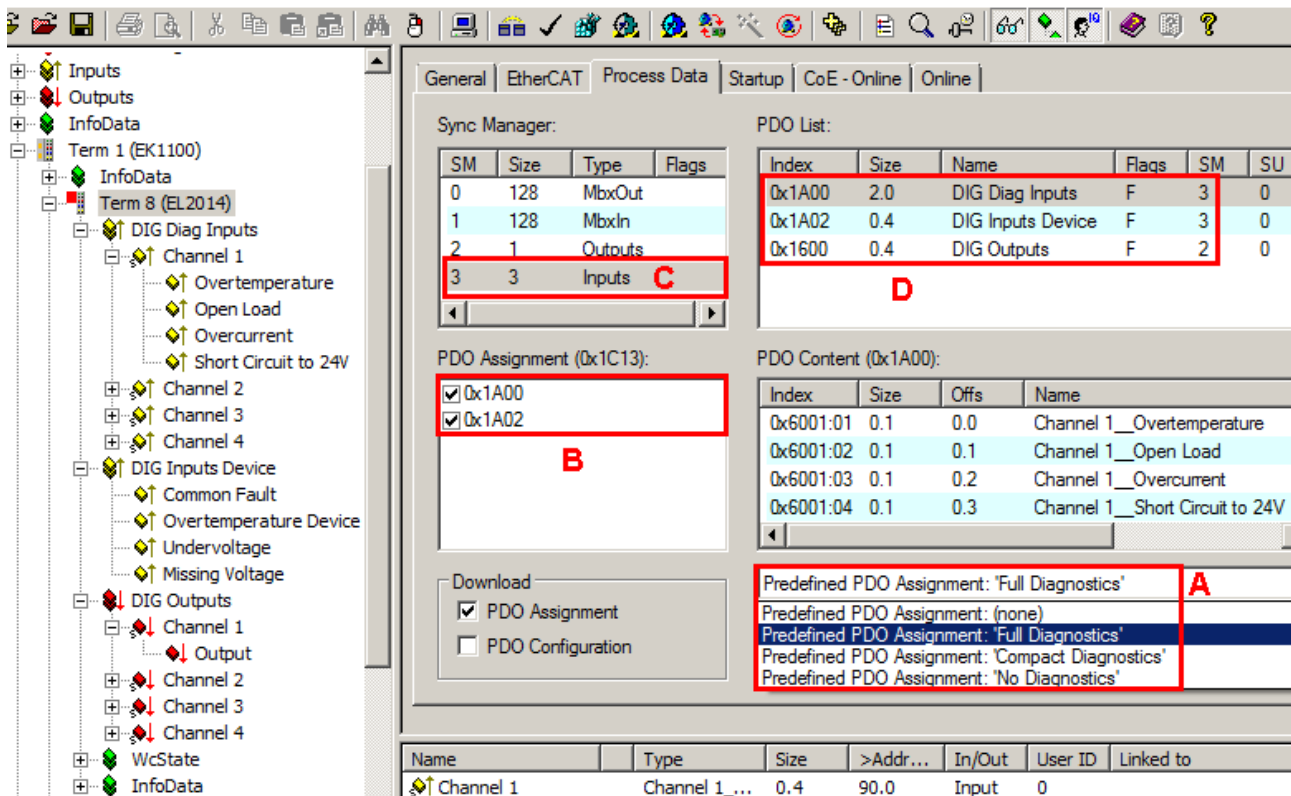 Inputs
Outputs
InfoData
Term 1 (EK1100)
InfoData
Term 8 (EL2014)
DIG Diag Inputs
Channel 1
Overtemperature
Open Load
Overcurrent
Short Circuit to 24V
Channel 2
Channel 3
Channel 4
DIG Inputs Device
Common Fault
Overtemperature Device
Undervoltage
Missing Voltage
DIG Outputs
Channel 1
Output
Channel 2
Channel 3
Channel 4
WcState
InfoData
General EtherCAT Process Data Startup CoE - Online Online
Sync Manager:
SM Size Type Flags
0 128 MbxOut
1 128 MbxIn
2 1 Outputs
3 3 Inputs C
PDO List:
Index Size Name Flags SM SU
0x1A00 2.0 DIG Diag Inputs F 3 0
0x1A02 0.4 DIG Inputs Device F 3 0
0x1600 0.4 DIG Outputs F 2 0
D
PDO Assignment (0x1C13):
0x1A00
0x1A02
B
PDO Content (0x1A00):
Index Size Offs Name
0x6001:01 0.1 0.0 Channel 1__Overtemperature
0x6001:02 0.1 0.1 Channel 1__Open Load
0x6001:03 0.1 0.2 Channel 1__Overcurrent
0x6001:04 0.1 0.3 Channel 1__Short Circuit to 24V
Download
PDO Assignment
PDO Configuration
Predefined PDO Assignment: 'Full Diagnostics' A
Predefined PDO Assignment: (none)
Predefined PDO Assignment: 'Full Diagnostics'
Predefined PDO Assignment: 'Compact Diagnostics'
Predefined PDO Assignment: 'No Diagnostics'
Name Type Size >Addr... In/Out User ID Linked to
Channel 1 Channel 1_... 0.4 90.0 Input 0